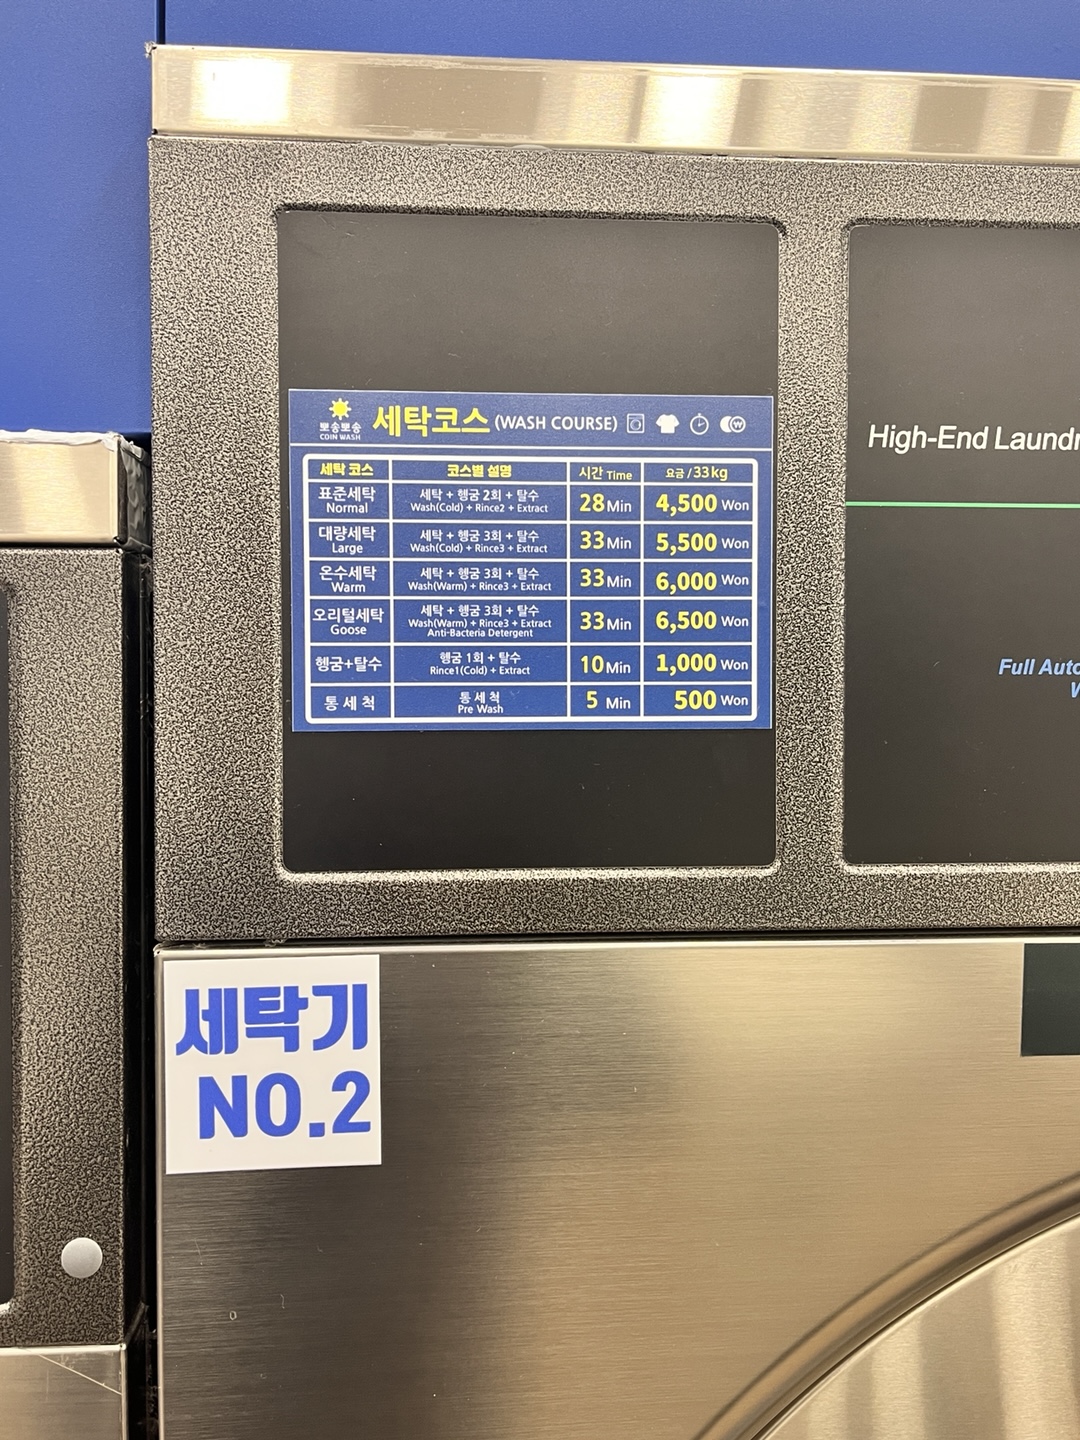 뽀송뽀송
COIN WASH
세탁코스 (WASH COURSE)
세탁 코스 코스별 설명 시간 Time 요금 / 33kg
표준세탁
Normal
세탁 + 헹굼 2회 + 탈수
Wash(Cold) + Rince2 + Extract
28 Min 4,500 Won
대량세탁
Large
세탁 + 헹굼 3회 + 탈수
Wash(Cold) + Rince3 + Extract
33 Min 5,500 Won
온수세탁
Warm
세탁 + 헹굼 3회 + 탈수
Wash(Warm) + Rince3 + Extract
33 Min 6,000 Won
오리털세탁
Goose
세탁 + 헹굼 3회 + 탈수
Wash(Warm) + Rince3 + Extract
Anti-Bacteria Detergent
33 Min 6,500 Won
헹굼+탈수
헹굼 1회 + 탈수
Rince1(Cold) + Extract
10 Min 1,000 Won
통 세 척
통 세 척
Pre Wash
5 Min 500 Won
High-End Laundr
Full Auto
W
세탁기
NO.2